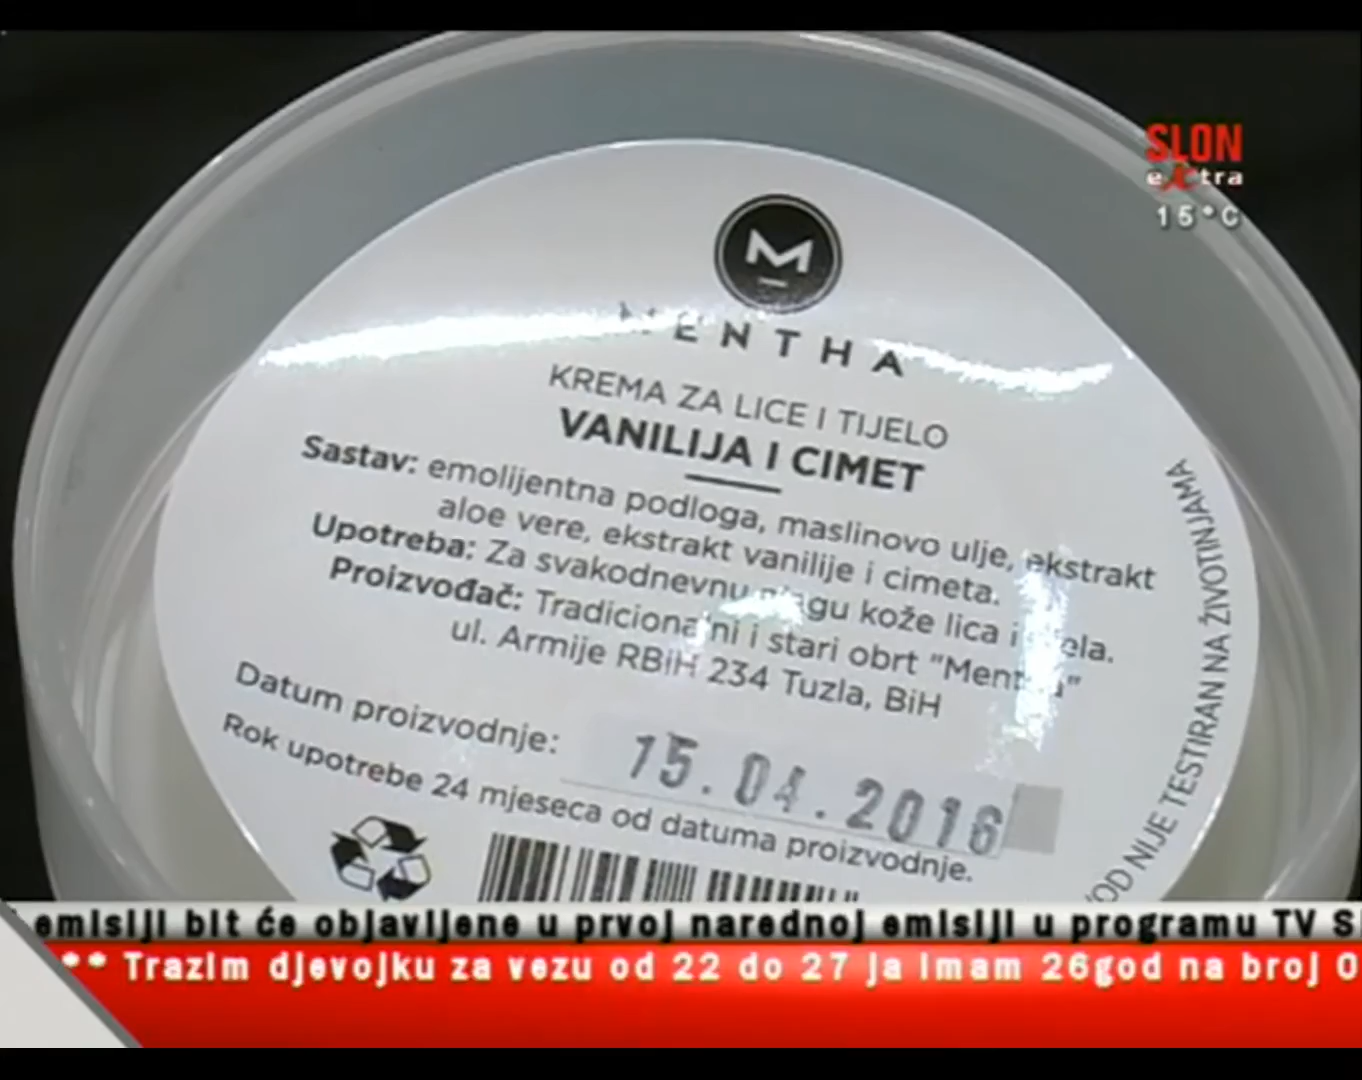 SLON
extra
15°C
M
MENTHA
KREMA ZA LICE I TIJELO
VANILIJA I CIMET
Sastav: emolijentna podloga, maslinovo ulje, ekstrakt
aloe vere, ekstrakt vanilije i cimeta.
Upotreba: Za svakodnevnu njegu kože lica i tijela.
Proizvođač: Tradicionalni i stari obrt "Mentha"
ul. Armije RBiH 234 Tuzla, BiH
Datum proizvodnje: 15.04.2016
Rok upotrebe 24 mjeseca od datuma proizvodnje.
NIJE TESTIRAN NA ŽIVOTINJAMA
emisiji bit će objavljene u prvoj narednoj emisiji u programu TV S
** Trazim djevojku za vezu od 22 do 27 ja imam 26god na broj 0